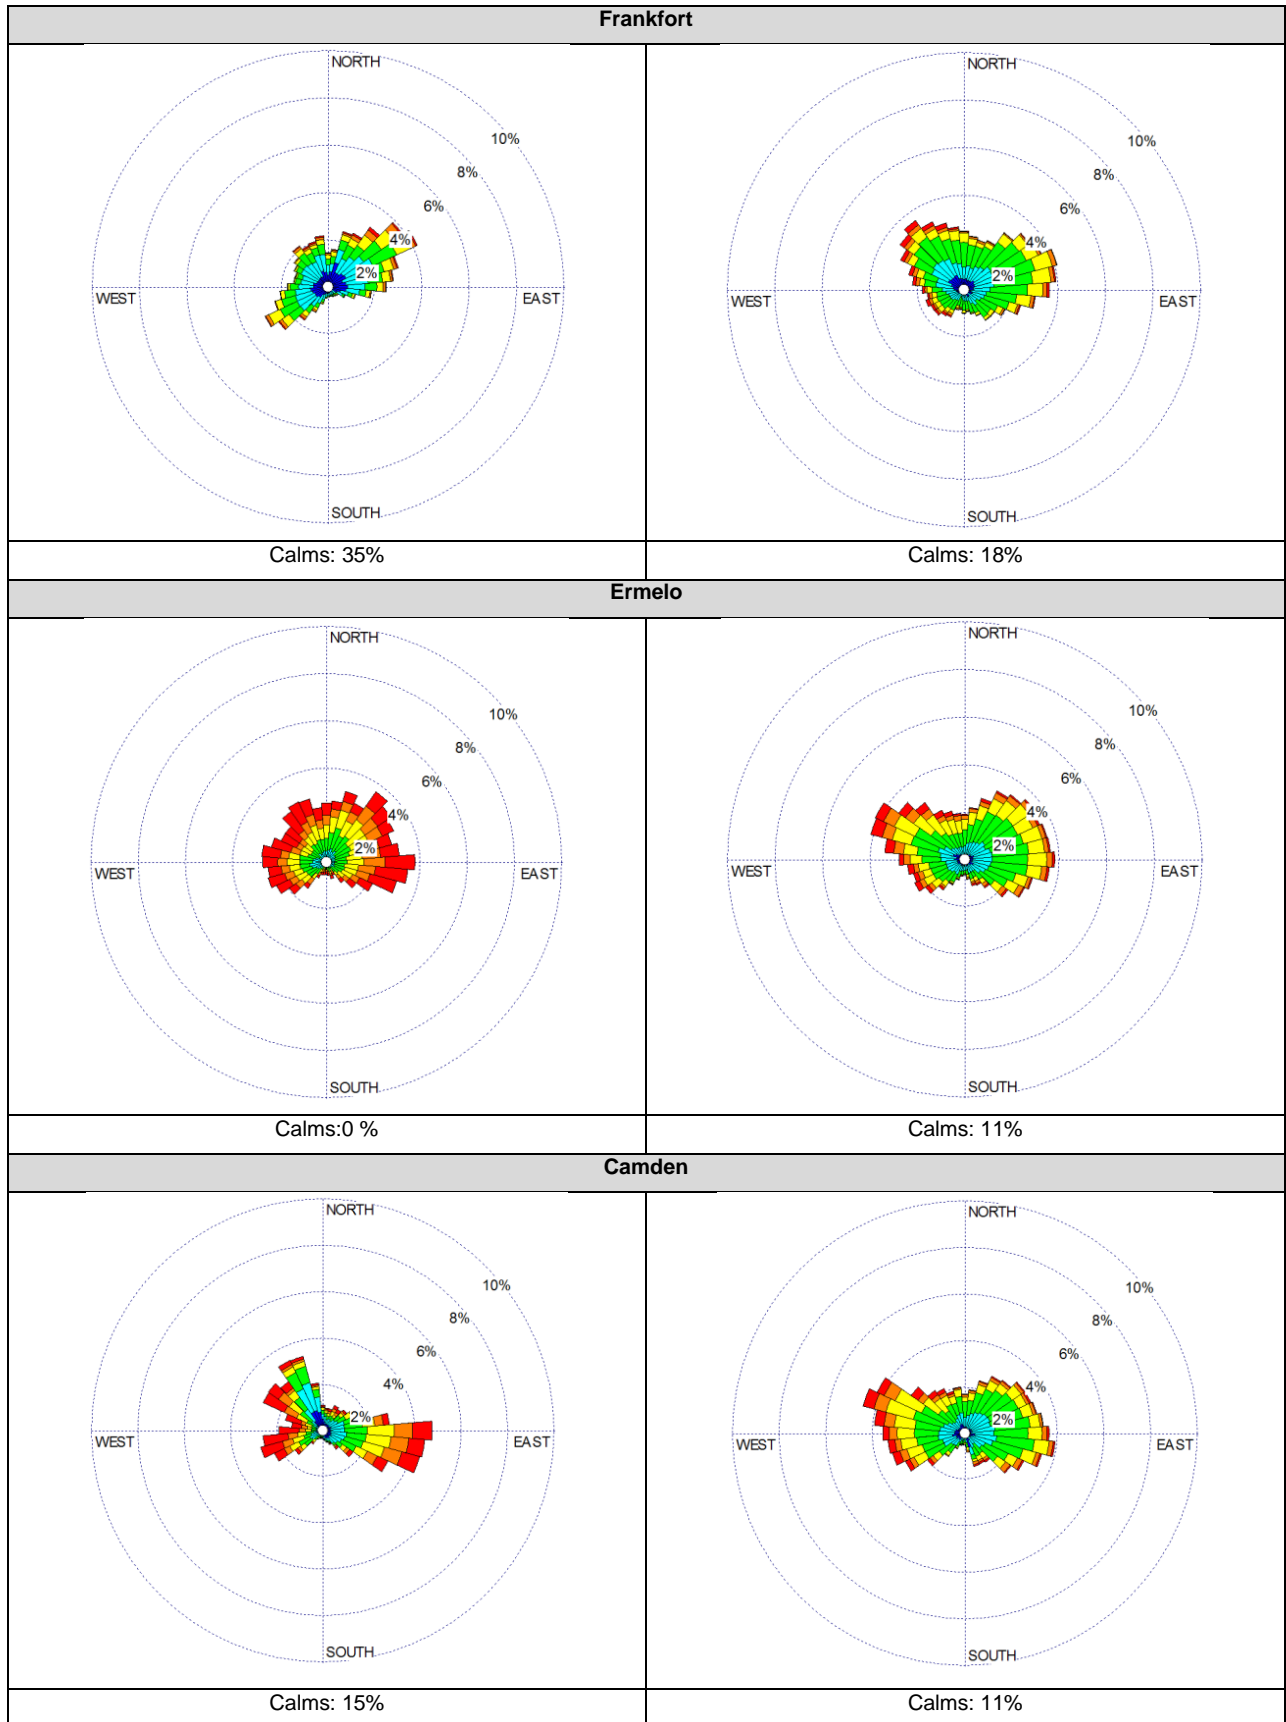 Frankfort
NORTH
10%
8%
6%
4%
2%
WEST
EAST
SOUTH
NORTH
10%
8%
6%
4%
2%
WEST
EAST
SOUTH
Calms: 35%
Calms: 18%
Ermelo
NORTH
10%
8%
6%
4%
2%
WEST
EAST
SOUTH
NORTH
10%
8%
6%
4%
2%
WEST
EAST
SOUTH
Calms:0 %
Calms: 11%
Camden
NORTH
10%
8%
6%
4%
2%
WEST
EAST
SOUTH
NORTH
10%
8%
6%
4%
2%
WEST
EAST
SOUTH
Calms: 15%
Calms: 11%